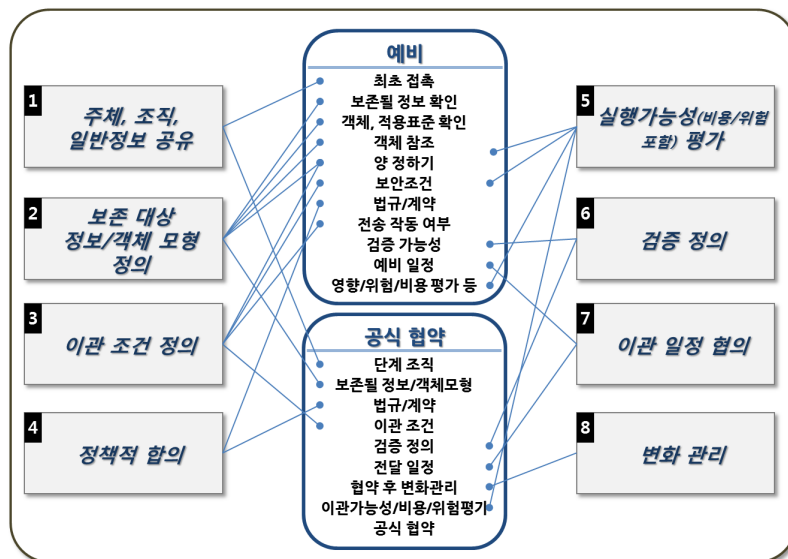 1
주체, 조직,
일반정보 공유
2
보존 대상
정보/객체 모형
정의
3
이관 조건 정의
4
정책적 합의
예비
최초 접촉
보존될 정보 확인
객체, 적용표준 확인
객체 참조
양 정하기
보안조건
법규/계약
전송 작동 여부
검증 가능성
예비 일정
영향/위험/비용 평가 등
공식 협약
단계 조직
보존될 정보/객체모형
법규/계약
이관 조건
검증 정의
전달 일정
협약 후 변화관리
이관가능성/비용/위험평가
공식 협약
5
실행가능성(비용/위험
포함) 평가
6
검증 정의
7
이관 일정 협의
8
변화 관리